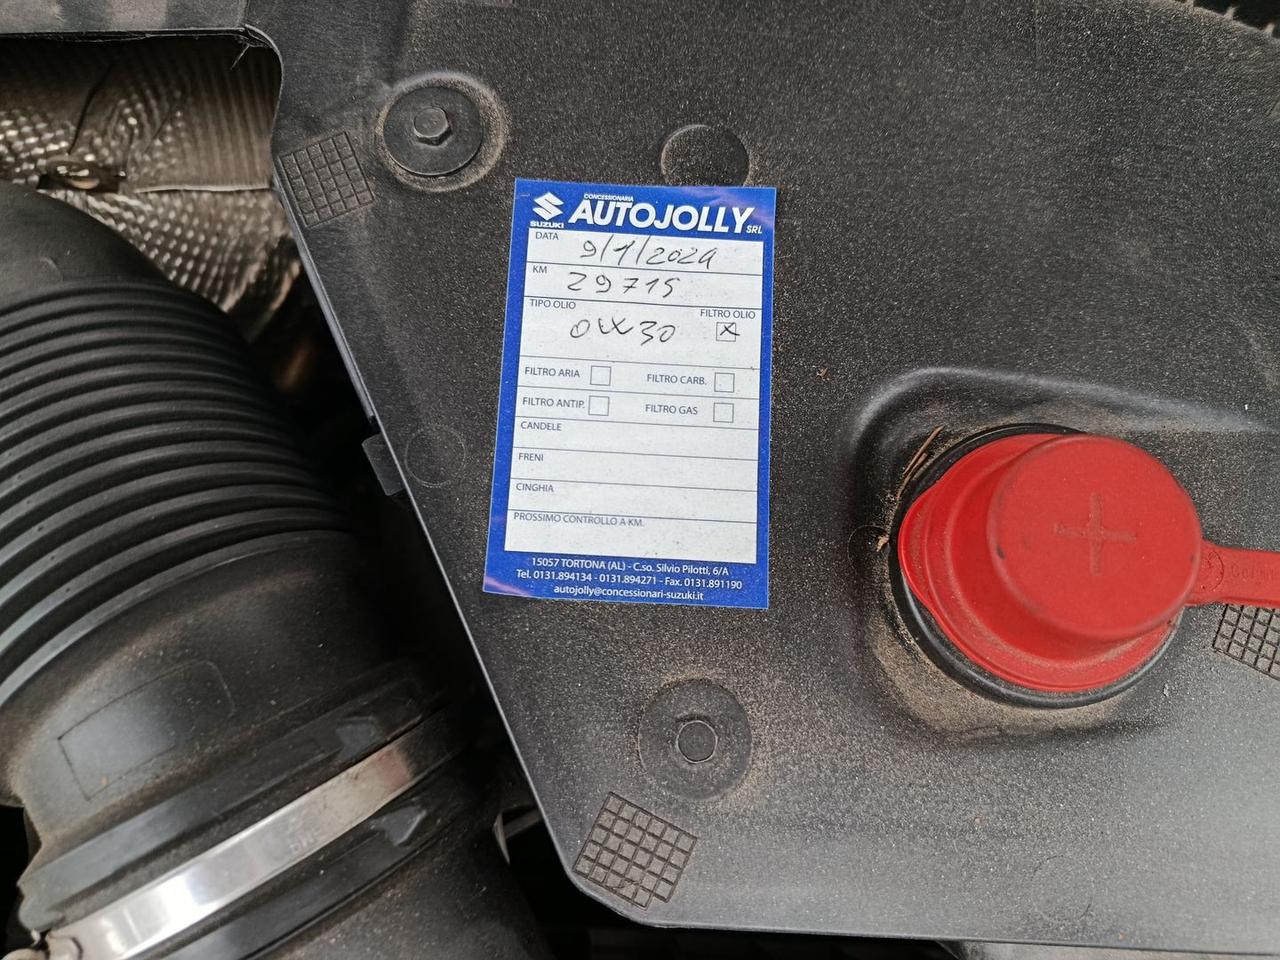 CONCESSIONARIA
SUZUKI AUTOJOLLY SRL
DATA 9/1/2024
KM 29715
TIPO OLIO FILTRO OLIO
0W30 X
FILTRO ARIA FILTRO CARB.
FILTRO ANTIP. FILTRO GAS
CANDELE
FRENI
CINGHIA
PROSSIMO CONTROLLO A KM.
15057 TORTONA (AL) - C.so. Silvio Pilotti, 6/A
Tel. 0131.894134 - 0131.894271 - Fax. 0131.891190
autojolly@concessionari-suzuki.it